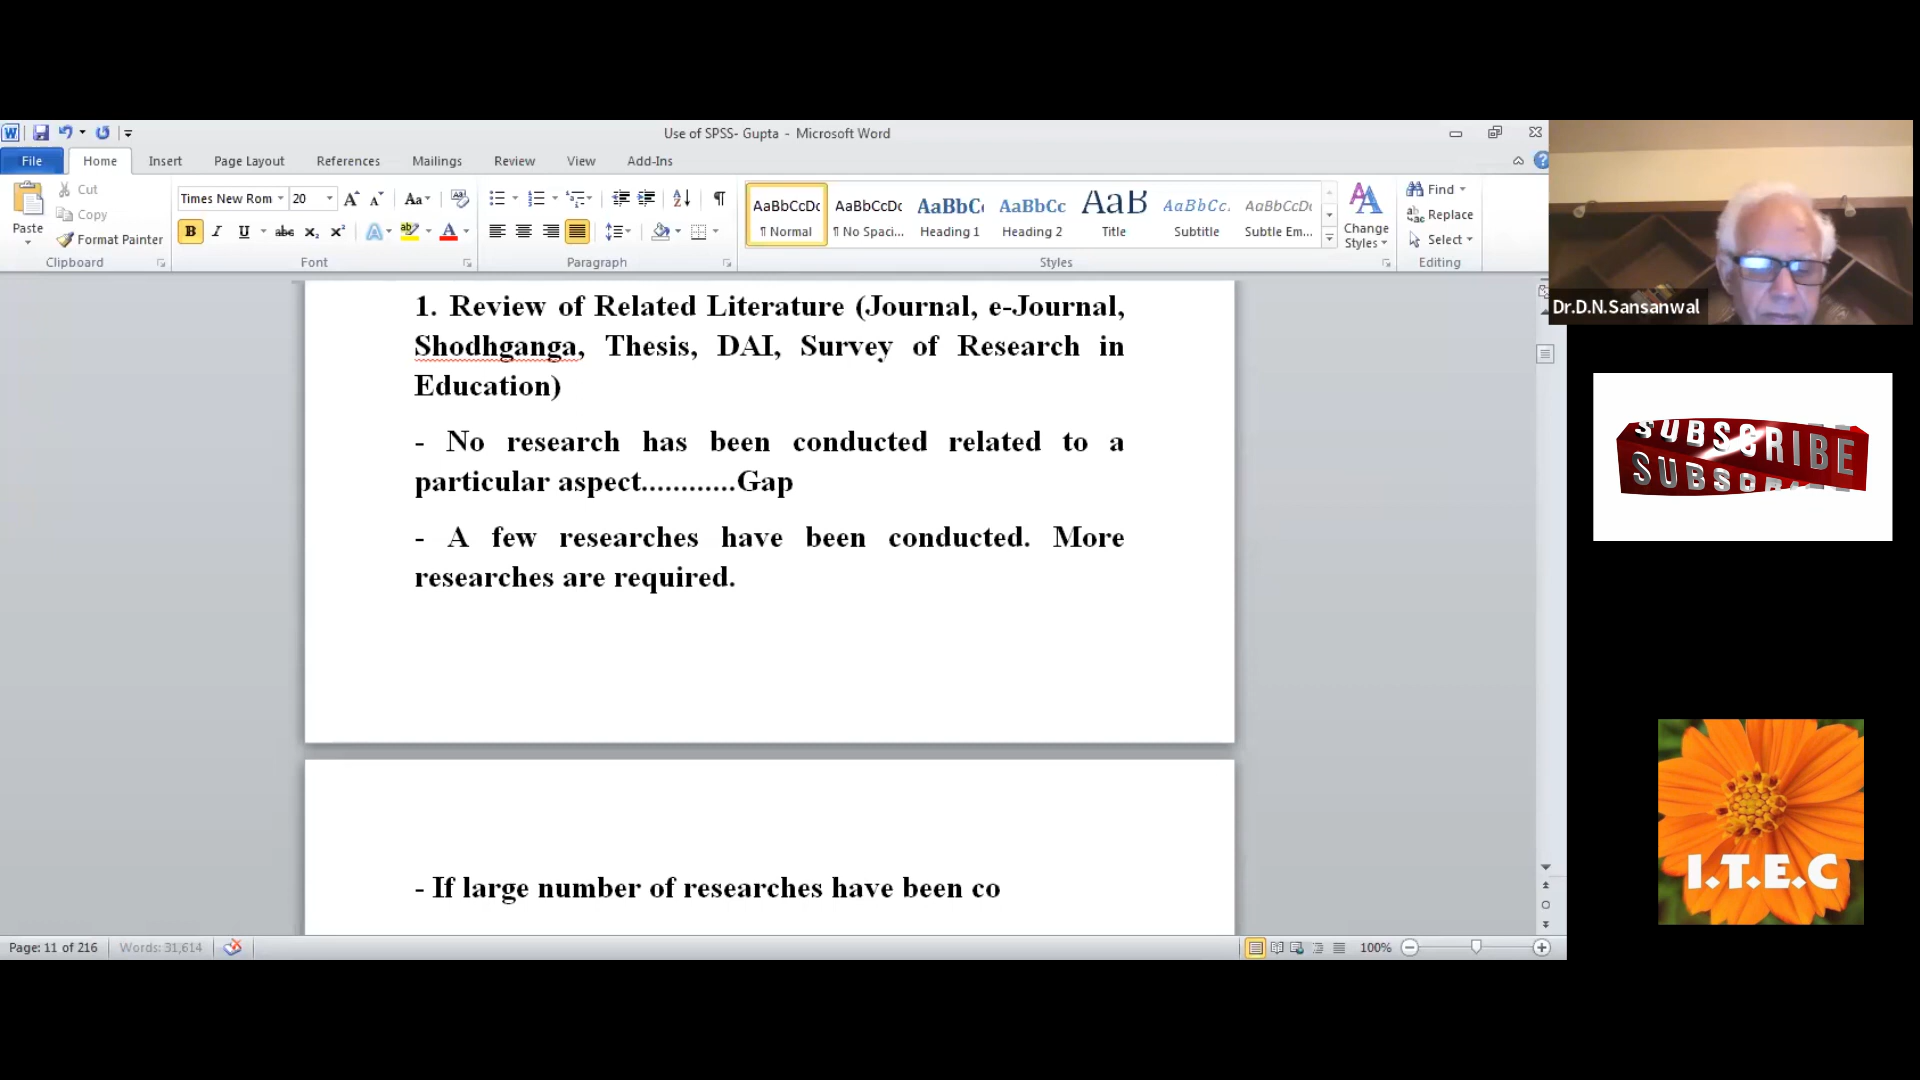 Use of SPSS- Gupta - Microsoft Word
File Home Insert Page Layout References Mailings Review View Add-Ins
Cut
Copy
Format Painter
Paste
Clipboard
Times New Rom 20
Font
Paragraph
AaBbCcDc AaBbCcDc AaBbC AaBbCc AaB AaBbCc. AaBbCcDc
¶ Normal ¶ No Spaci... Heading 1 Heading 2 Title Subtitle Subtle Em...
Styles
Change
Styles
Find
Replace
Select
Editing
1. Review of Related Literature (Journal, e-Journal,
Shodhganga, Thesis, DAI, Survey of Research in
Education)
- No research has been conducted related to a
particular aspect............Gap
- A few researches have been conducted. More
researches are required.
- If large number of researches have been co
Page: 11 of 216 Words: 31,614
100%
Dr.D.N.Sansanwal
SUBSCRIBE
I.T.E.C